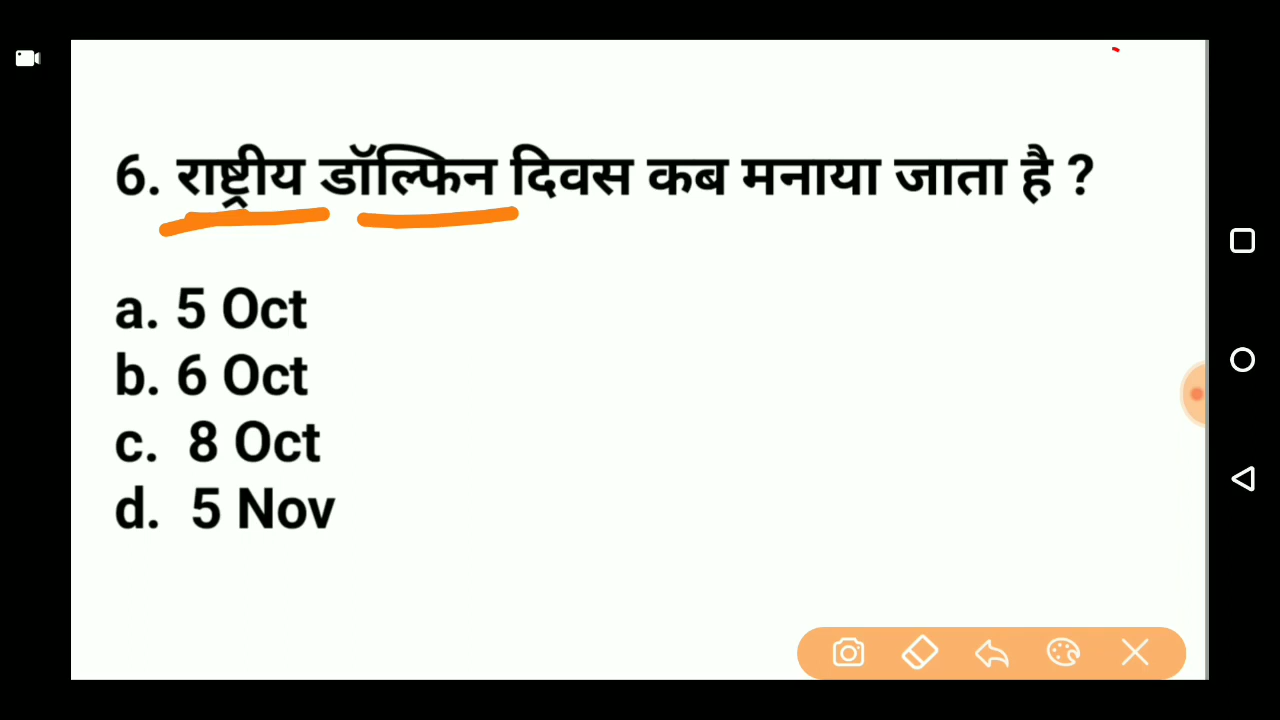 6. राष्ट्रीय डॉल्फिन दिवस कब मनाया जाता है ?
a. 5 Oct
b. 6 Oct
c. 8 Oct
d. 5 Nov